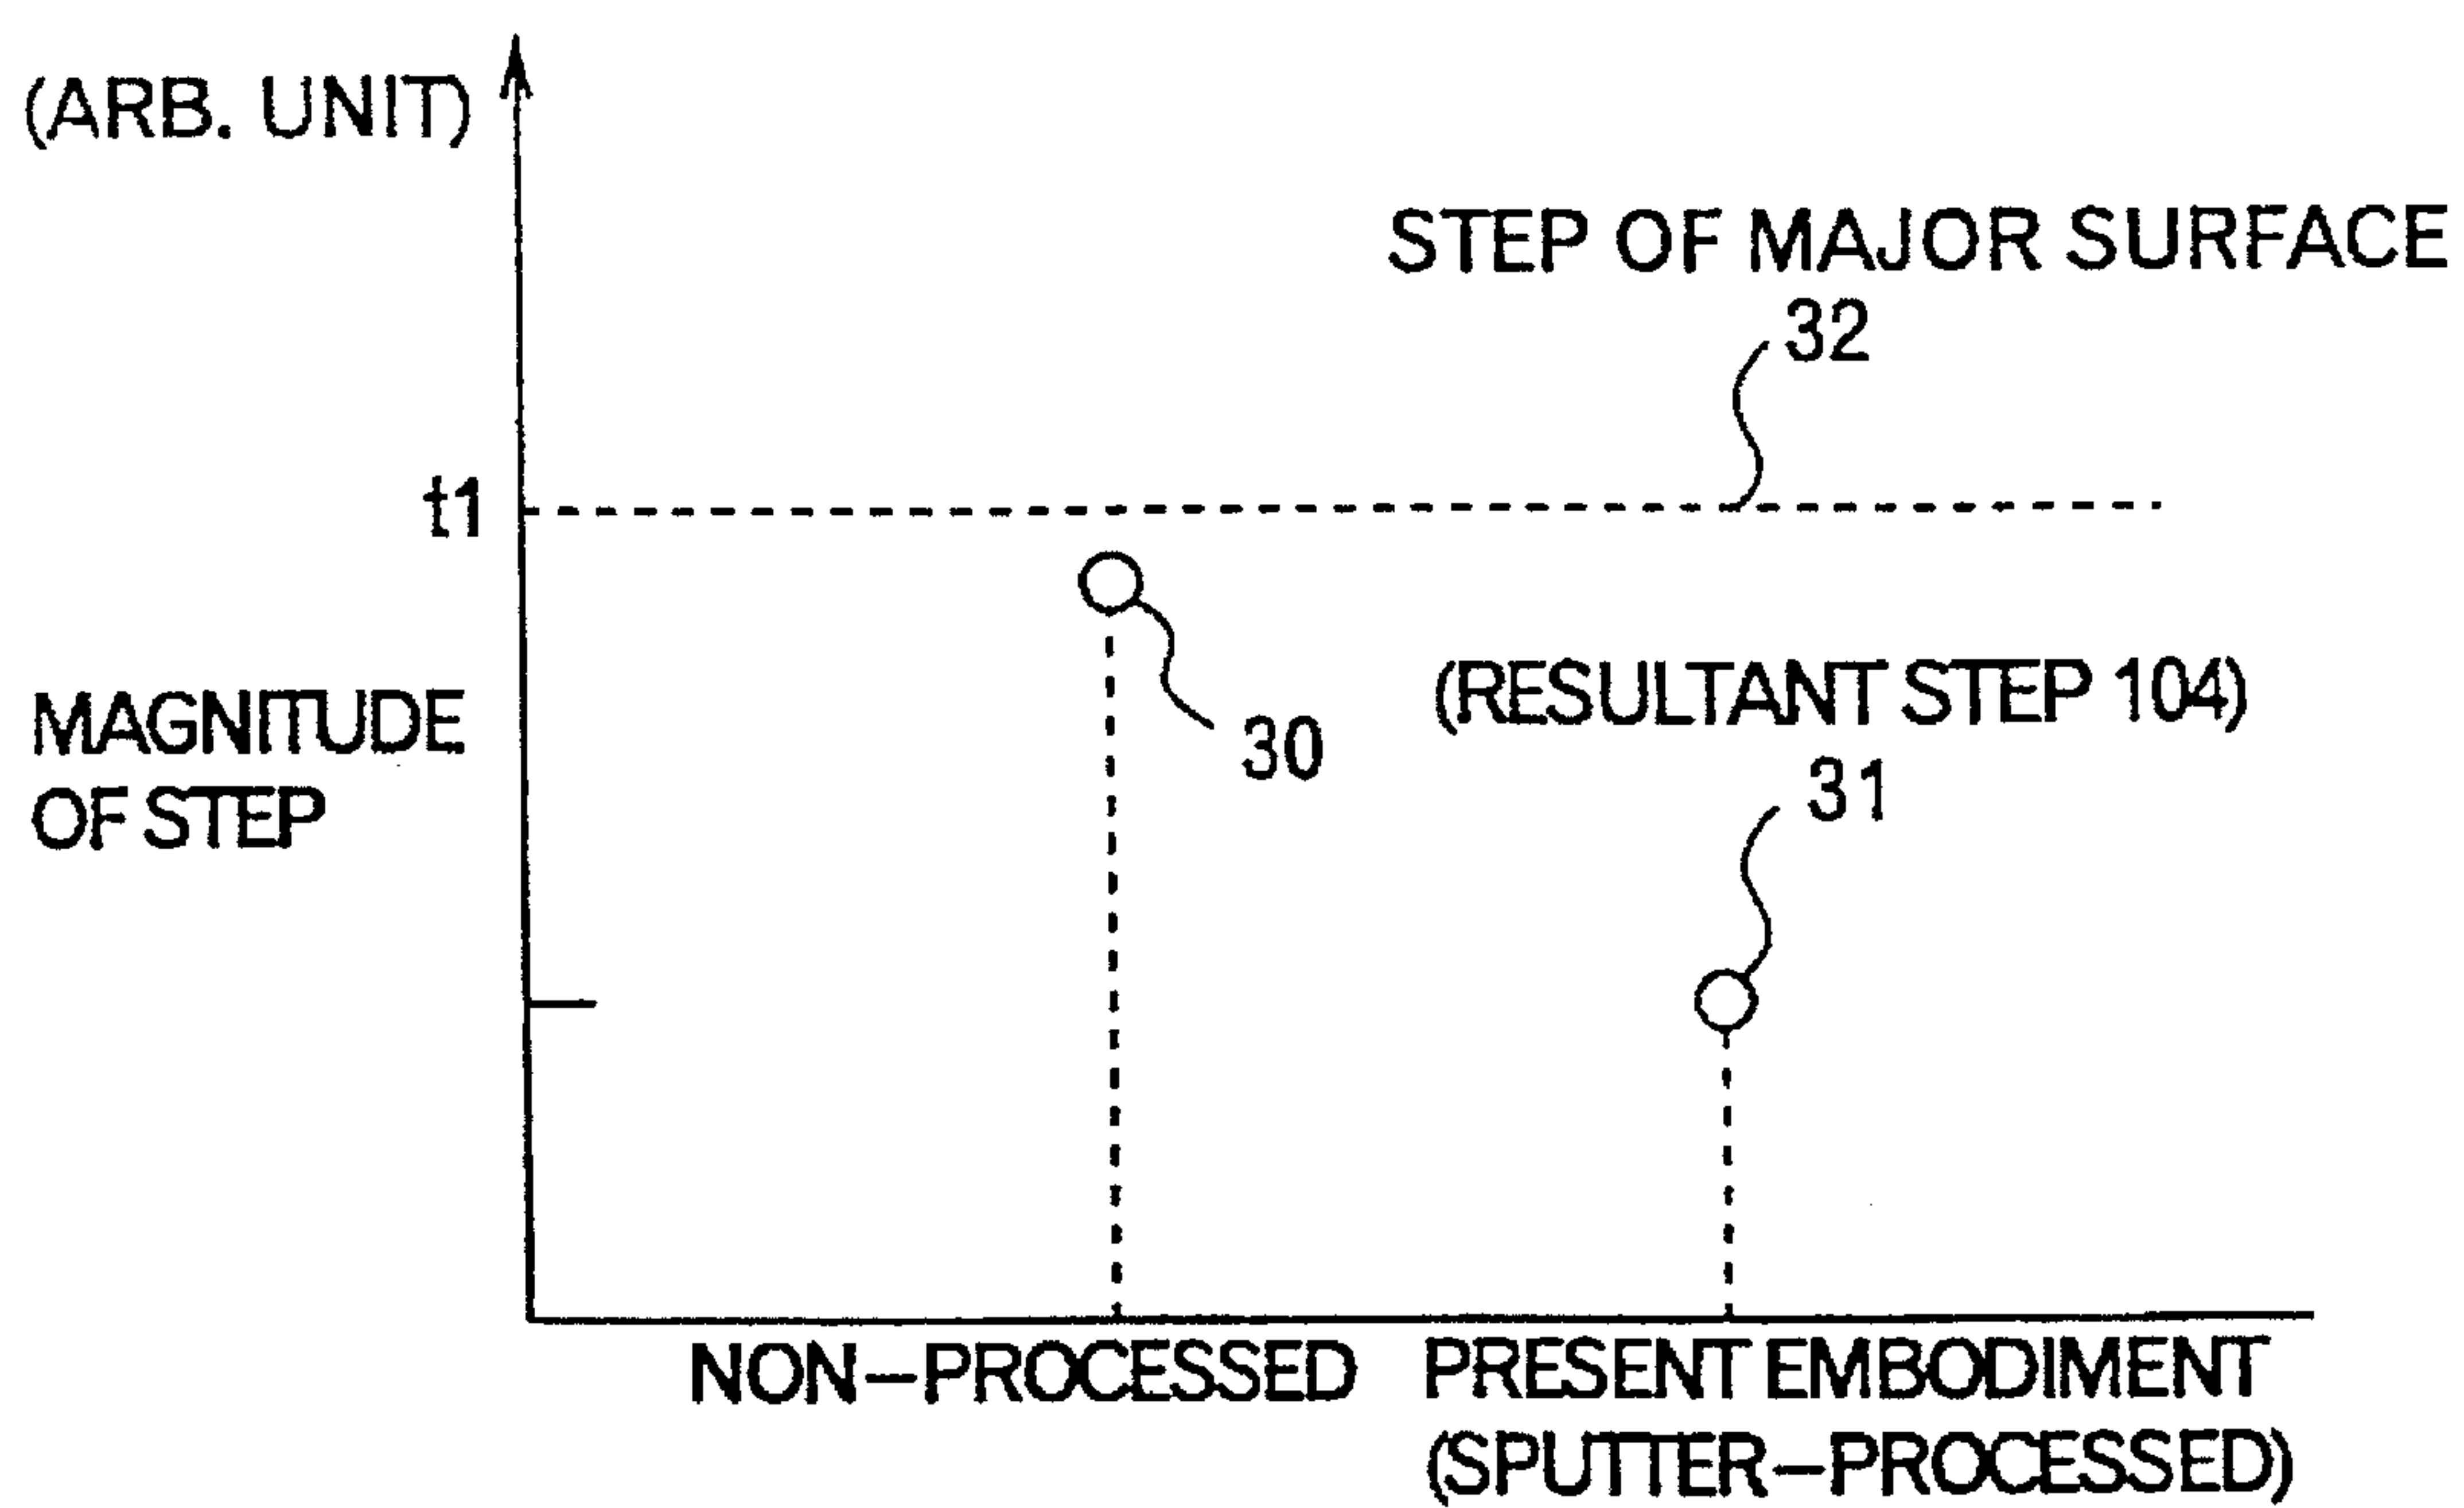 (ARB. UNIT)
STEP OF MAJOR SURFACE
32
t1
30
(RESULTANT STEP 104)
31
MAGNITUDE
OF STEP
NON-PROCESSED
PRESENT EMBODIMENT
(SPUTTER-PROCESSED)